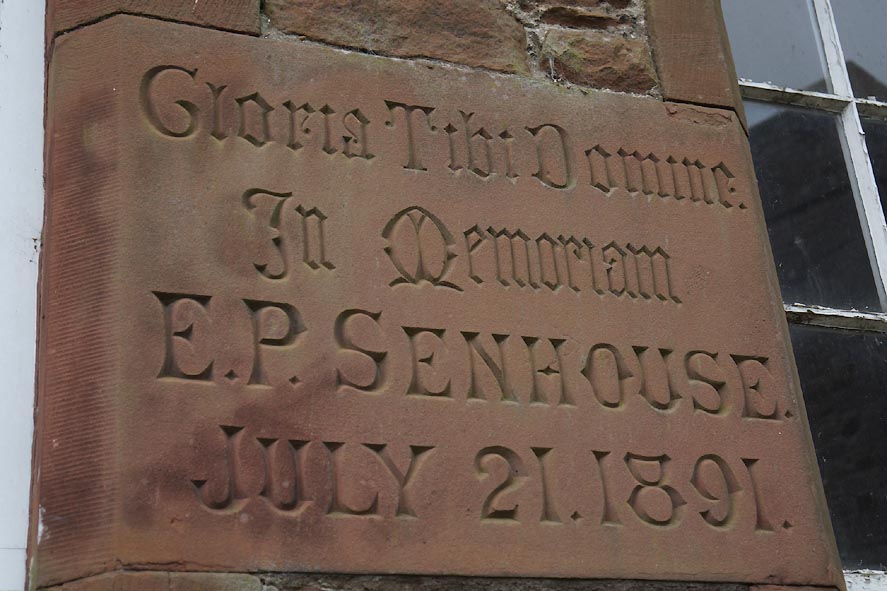 Gloria Tibi Domine.
In Memoriam
E.P. SENHOUSE.
JULY 21.1891.